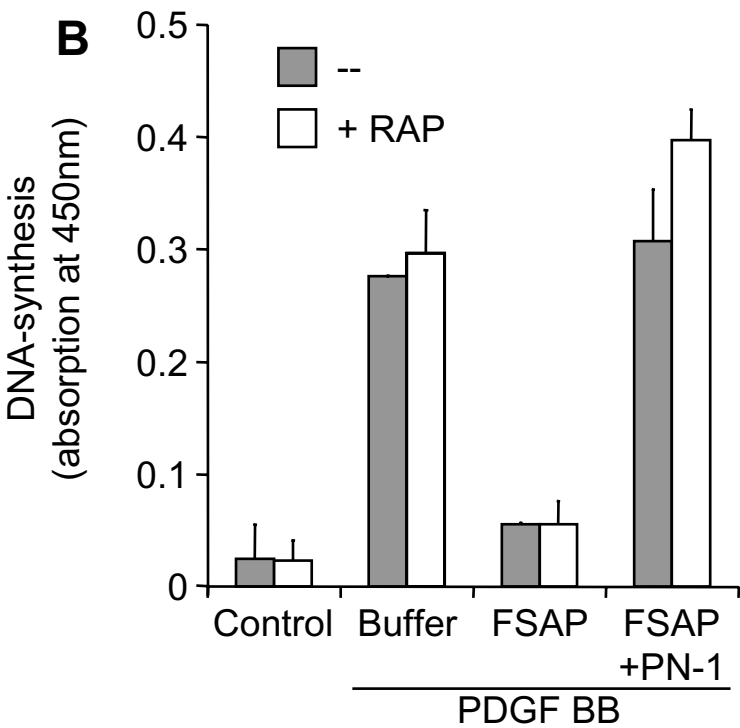 B
DNA-synthesis
(absorption at 450nm)
0.5
0.4
0.3
0.2
0.1
0
--
+ RAP
Control Buffer FSAP FSAP
+PN-1
PDGF BB